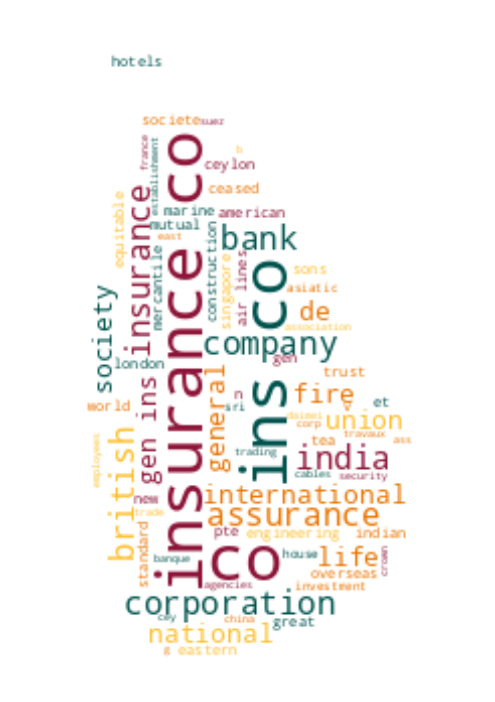 hotels
societe
suez
b
france
establishment
insurance co
ceylon
equitable
insurance
ceased
marine
american
mutual
east
mercantile
construction
bank
singapore
air lines
sons
ins co
asiatic
society
de
association
company
london
gen
general
trust
gen ins
fire
et
world
n
sri
v
daimei
corp
union
british
employees
tea
travaux
ass
trading
india
cables
security
new
international
trade
assurance
standard
pte
engineering
indian
banque
co
house
life
crown
overseas
agencies
investment
corporation
cey
china
great
national
g
eastern